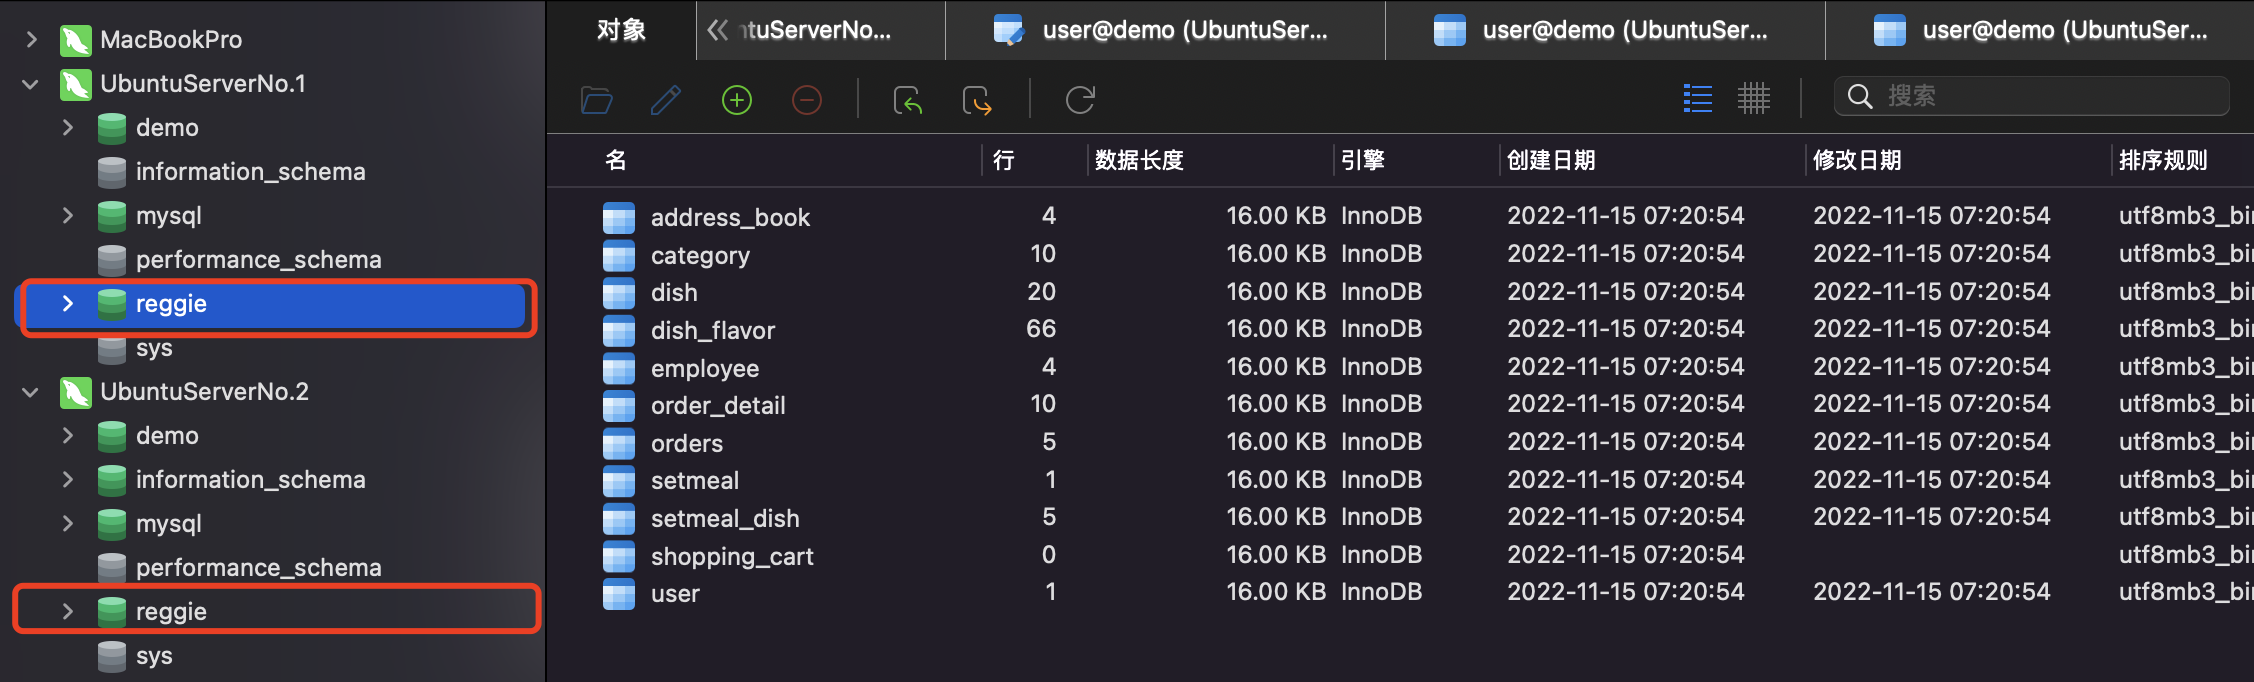 MacBookPro
UbuntuServerNo.1
demo
information_schema
mysql
performance_schema
reggie
sys
UbuntuServerNo.2
demo
information_schema
mysql
performance_schema
reggie
sys
对象 ntuServerNo... user@demo (UbuntuSer... user@demo (UbuntuSer... user@demo (UbuntuSer...
搜索
名 行 数据长度 引擎 创建日期 修改日期 排序规则
address_book 4 16.00 KB InnoDB 2022-11-15 07:20:54 2022-11-15 07:20:54 utf8mb3_bin
category 10 16.00 KB InnoDB 2022-11-15 07:20:54 2022-11-15 07:20:54 utf8mb3_bin
dish 20 16.00 KB InnoDB 2022-11-15 07:20:54 2022-11-15 07:20:54 utf8mb3_bin
dish_flavor 66 16.00 KB InnoDB 2022-11-15 07:20:54 2022-11-15 07:20:54 utf8mb3_bin
employee 4 16.00 KB InnoDB 2022-11-15 07:20:54 2022-11-15 07:20:54 utf8mb3_bin
order_detail 10 16.00 KB InnoDB 2022-11-15 07:20:54 2022-11-15 07:20:54 utf8mb3_bin
orders 5 16.00 KB InnoDB 2022-11-15 07:20:54 2022-11-15 07:20:54 utf8mb3_bin
setmeal 1 16.00 KB InnoDB 2022-11-15 07:20:54 2022-11-15 07:20:54 utf8mb3_bin
setmeal_dish 5 16.00 KB InnoDB 2022-11-15 07:20:54 2022-11-15 07:20:54 utf8mb3_bin
shopping_cart 0 16.00 KB InnoDB 2022-11-15 07:20:54 utf8mb3_bin
user 1 16.00 KB InnoDB 2022-11-15 07:20:54 2022-11-15 07:20:54 utf8mb3_bin